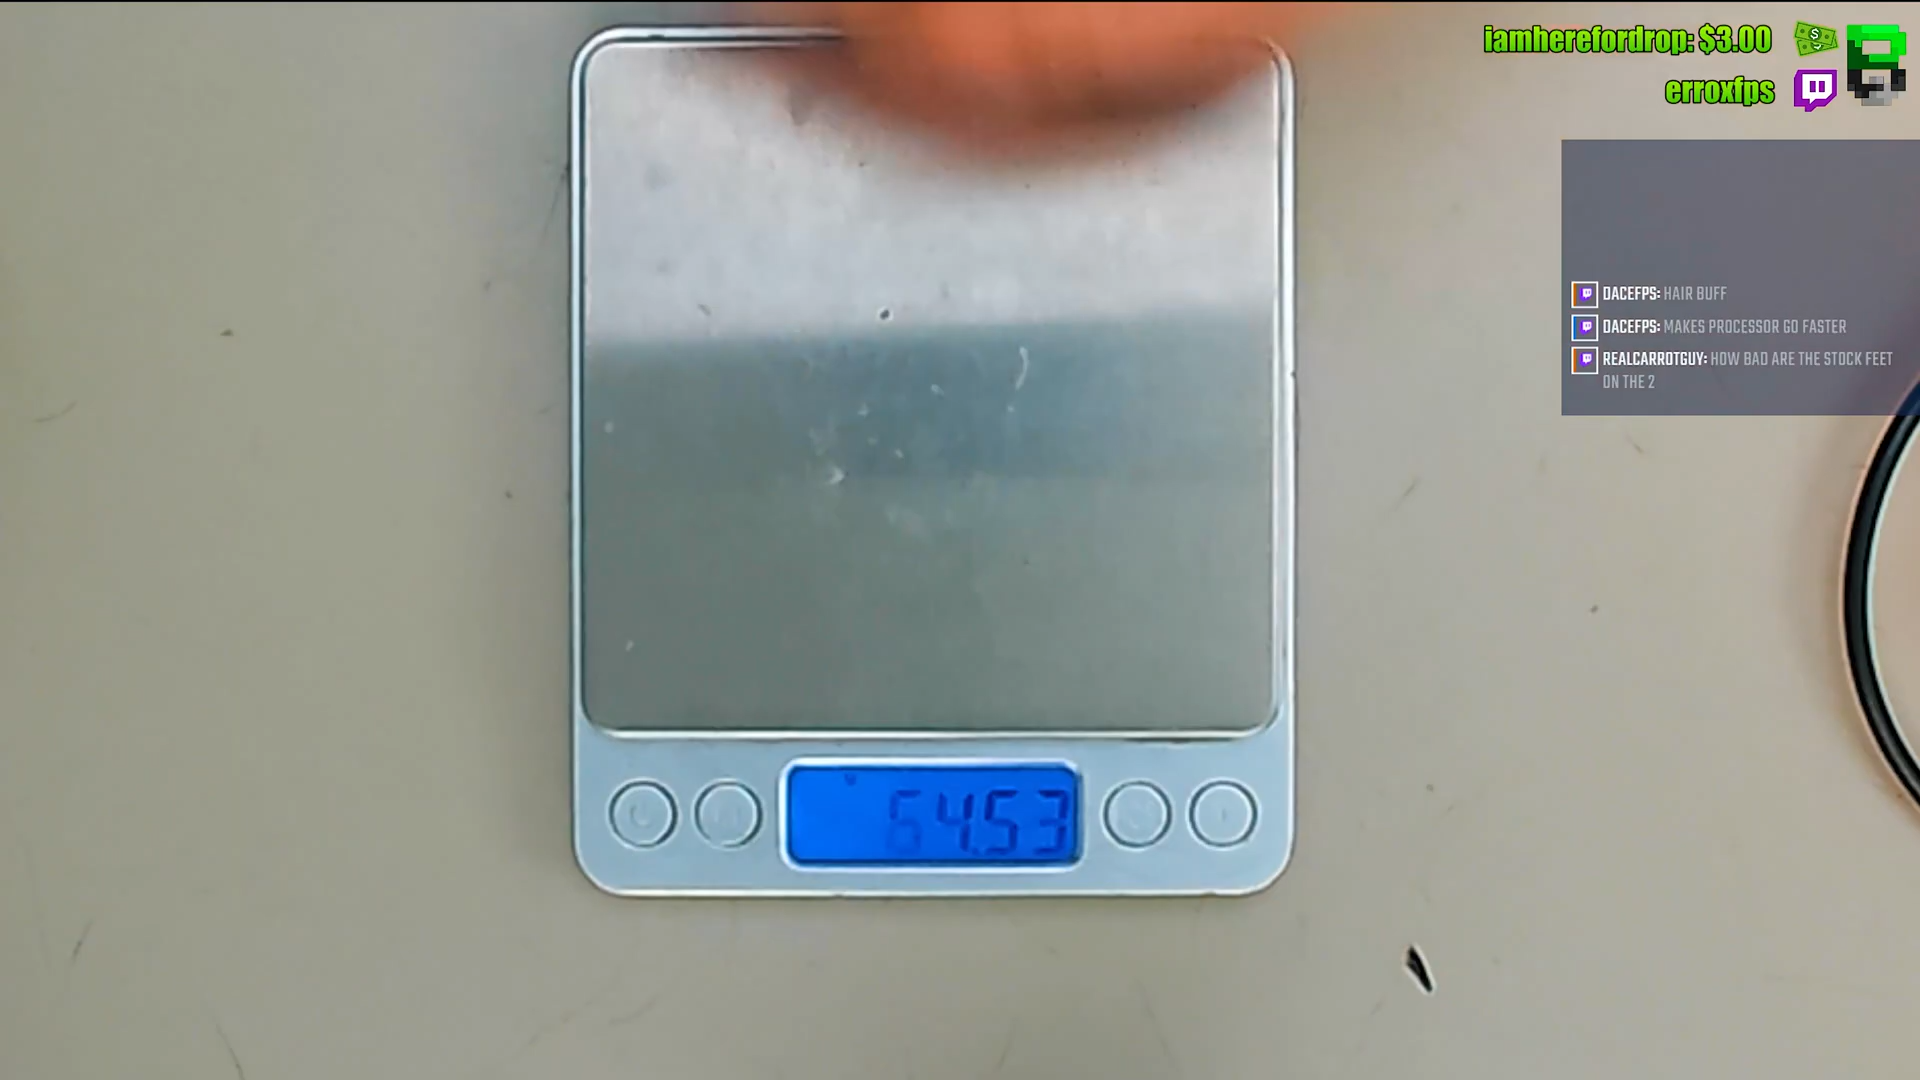 iamherefordrop: $3.00
erroxfps
DACEFPS: HAIR BUFF
DACEFPS: MAKES PROCESSOR GO FASTER
REALCARROTGUY: HOW BAD ARE THE STOCK FEET
ON THE 2
64.53